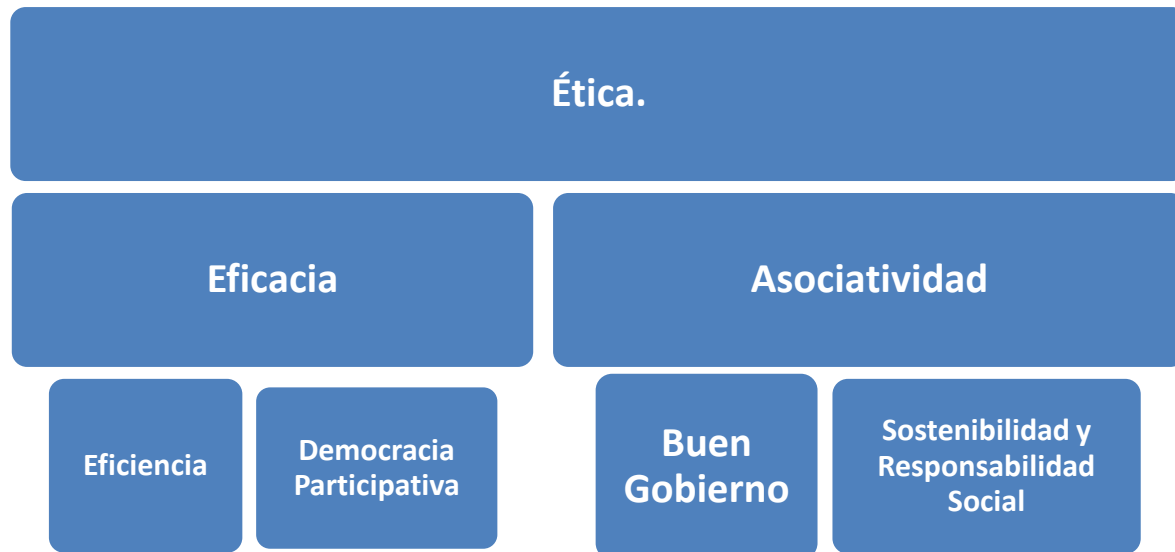 Ética.
Eficacia
Asociatividad
Eficiencia
Democracia
Participativa
Buen
Gobierno
Sostenibilidad y
Responsabilidad
Social